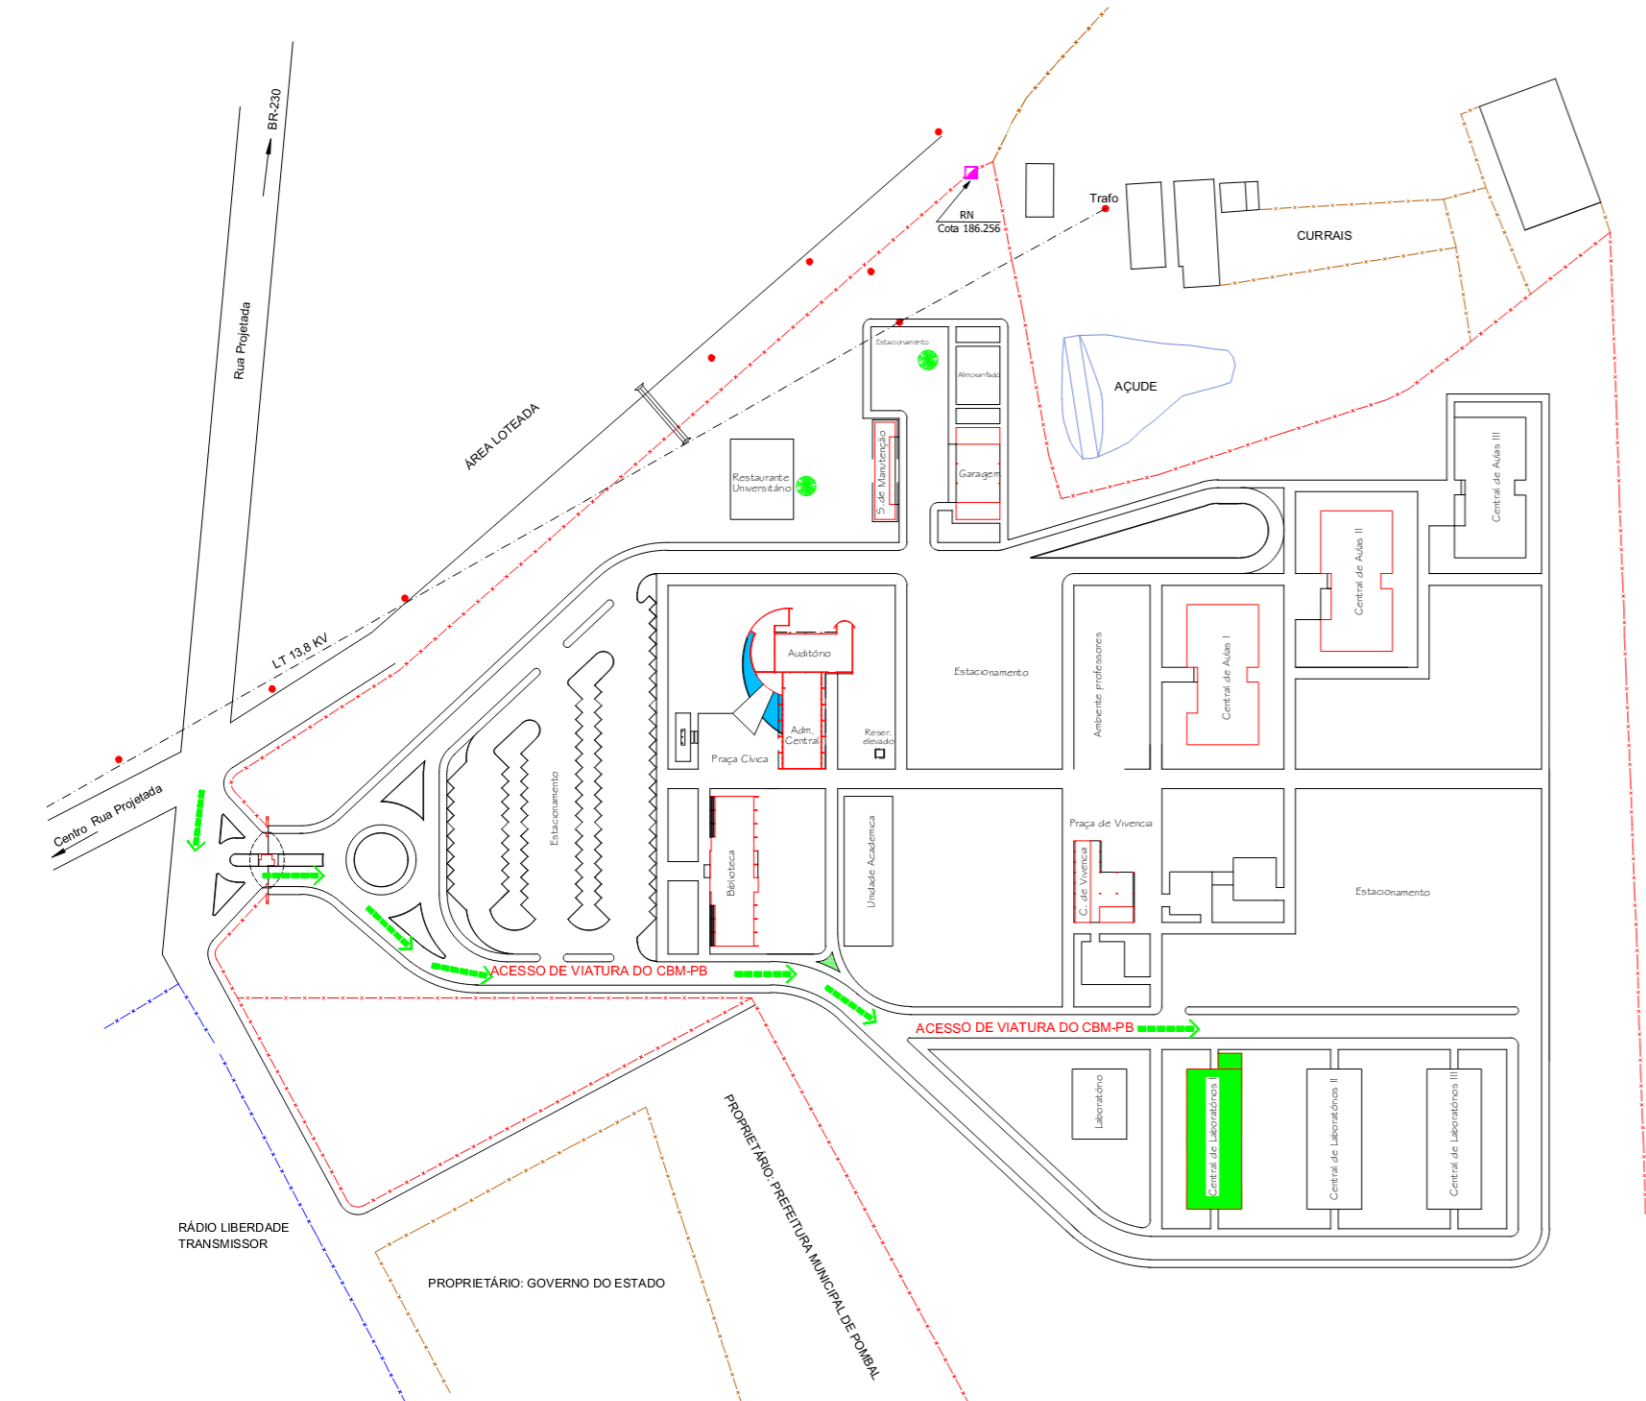 BR-230
Rua Projetada
Trafo
RN
Cota 186.256
CURRAIS
Estacionamento
Almoxarifado
AÇUDE
ÁREA LOTEADA
S.de Manutenção
Restaurante
Universitário
Garagem
Central de Aulas III
Central de Aulas II
LT 13,8 KV
Auditório
Estacionamento
Ambiente professores
Central de Aulas I
Adm.
Central
Reser.
elevado
Praça Cívica
Centro
Rua Projetada
Estacionamento
Biblioteca
Unidade Academica
Praça de Vivencia
C. de Vivencia
Estacionamento
ACESSO DE VIATURA DO CBM-PB
ACESSO DE VIATURA DO CBM-PB
Laboratório
Central de Laboratórios I
Central de Laboratórios II
Central de Laboratórios III
PROPRIETÁRIO: PREFEITURA MUNICIPAL DE POMBAL
RÁDIO LIBERDADE
TRANSMISSOR
PROPRIETÁRIO: GOVERNO DO ESTADO